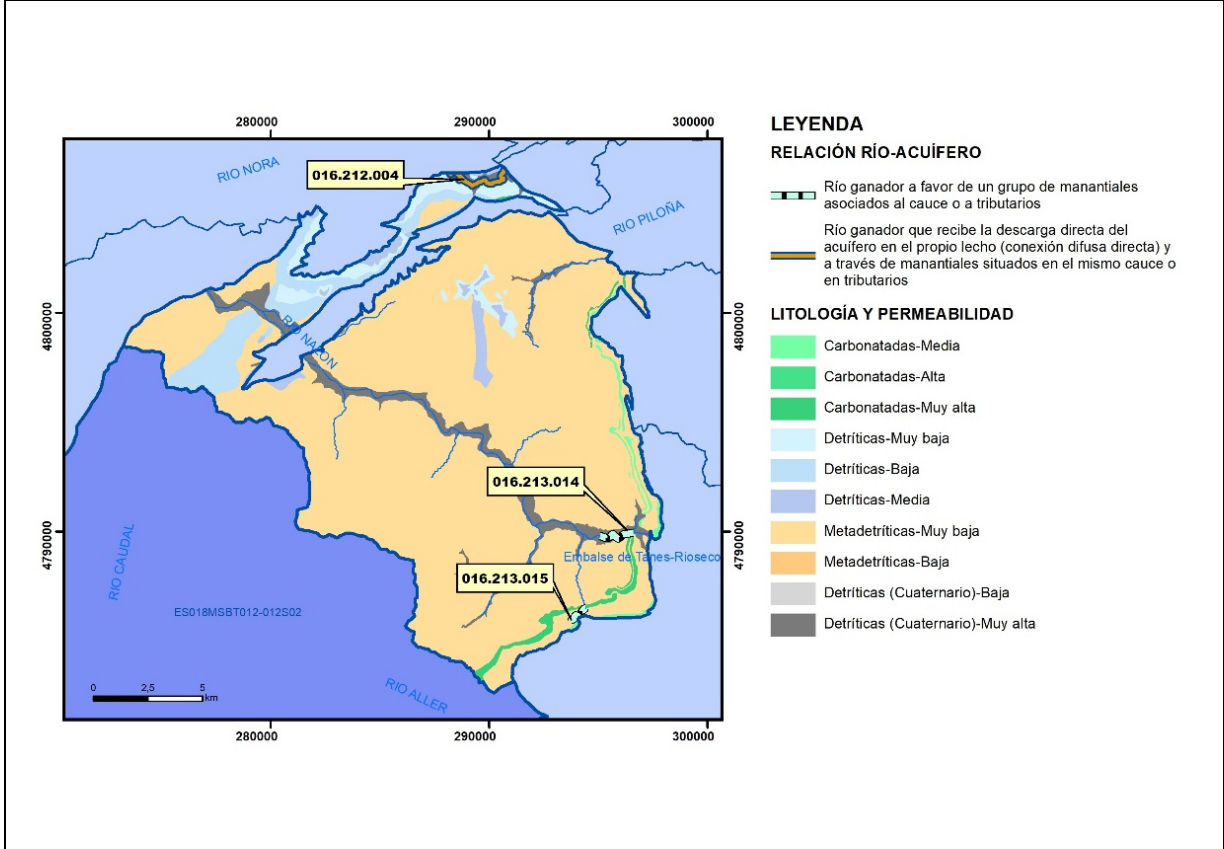 280000
290000
300000
RIO NORA
016.212.004
RIO PILOÑA
4800000
4800000
RIO NALON
016.213.014
4790000
4790000
Embalse de Tanes-Rioseco
RIO CAUDAL
016.213.015
ES018MSBT012-012S02
RIO ALLER
0 2,5 5
km
280000
290000
300000
LEYENDA
RELACIÓN RÍO-ACUÍFERO
Río ganador a favor de un grupo de manantiales
asociados al cauce o a tributarios
Río ganador que recibe la descarga directa del
acuífero en el propio lecho (conexión difusa directa) y
a través de manantiales situados en el mismo cauce o
en tributarios
LITOLOGÍA Y PERMEABILIDAD
Carbonatadas-Media
Carbonatadas-Alta
Carbonatadas-Muy alta
Detríticas-Muy baja
Detríticas-Baja
Detríticas-Media
Metadetríticas-Muy baja
Metadetríticas-Baja
Detríticas (Cuaternario)-Baja
Detríticas (Cuaternario)-Muy alta